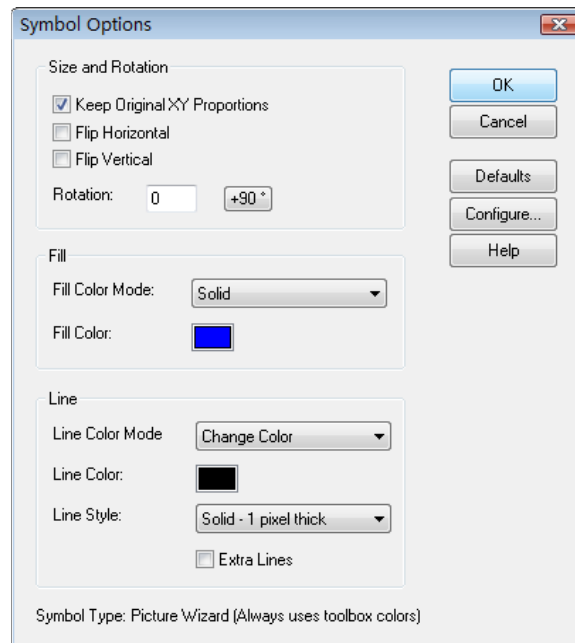 Symbol Options
Size and Rotation
Keep Original XY Proportions
Flip Horizontal
Flip Vertical
Rotation: 0 +90 °
OK
Cancel
Defaults
Configure...
Help
Fill
Fill Color Mode: Solid
Fill Color:
Line
Line Color Mode Change Color
Line Color:
Line Style: Solid - 1 pixel thick
Extra Lines
Symbol Type: Picture Wizard (Always uses toolbox colors)